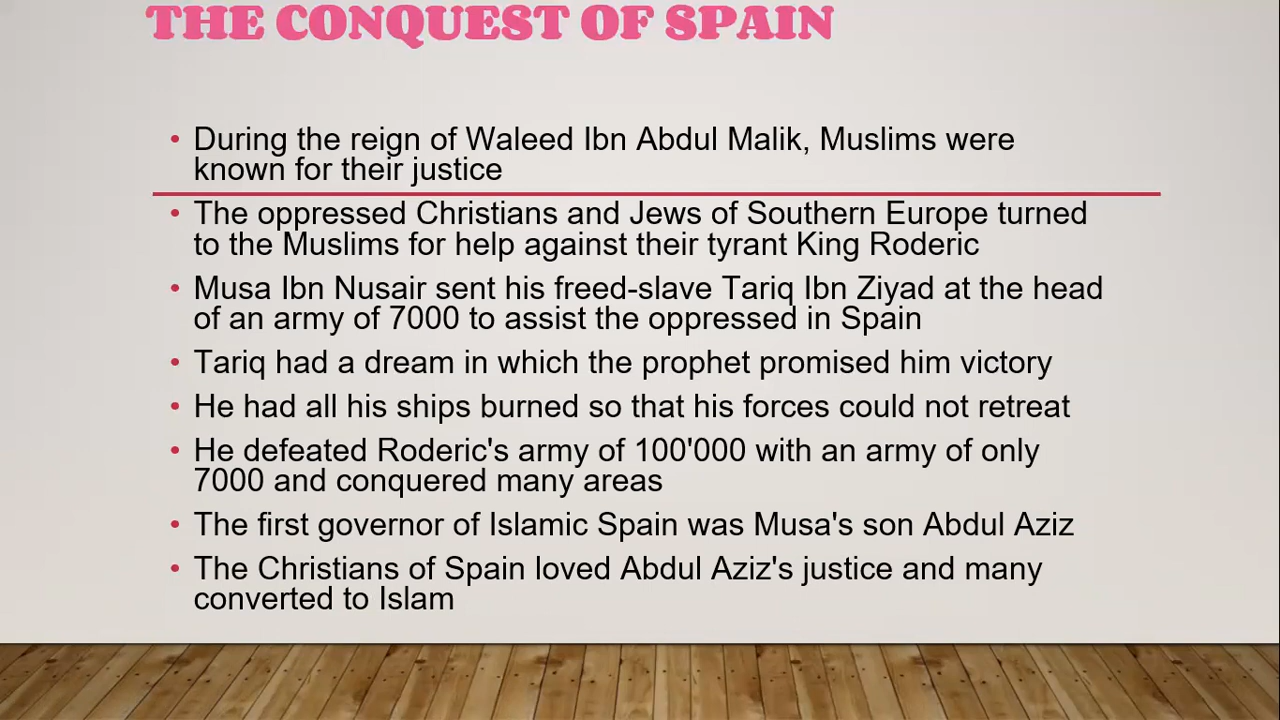 THE CONQUEST OF SPAIN
• During the reign of Waleed Ibn Abdul Malik, Muslims were
known for their justice
• The oppressed Christians and Jews of Southern Europe turned
to the Muslims for help against their tyrant King Roderic
• Musa Ibn Nusair sent his freed-slave Tariq Ibn Ziyad at the head
of an army of 7000 to assist the oppressed in Spain
• Tariq had a dream in which the prophet promised him victory
• He had all his ships burned so that his forces could not retreat
• He defeated Roderic's army of 100'000 with an army of only
7000 and conquered many areas
• The first governor of Islamic Spain was Musa's son Abdul Aziz
• The Christians of Spain loved Abdul Aziz's justice and many
converted to Islam